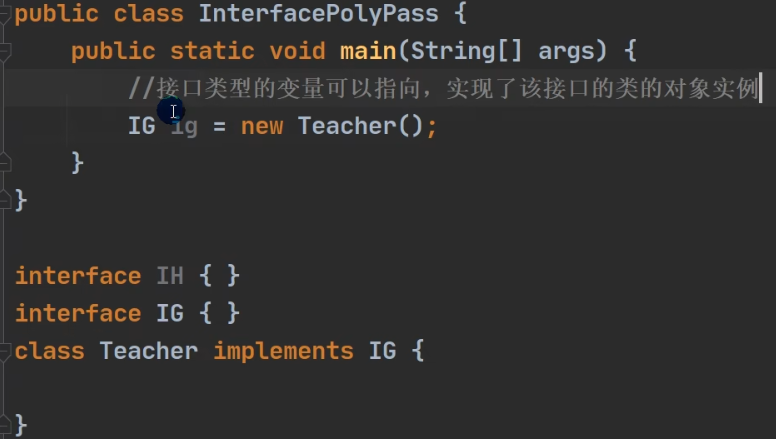 public class InterfacePolyPass {
public static void main(String[] args) {
//接口类型的变量可以指向，实现了该接口的类的对象实例
IG ig = new Teacher();
}
}
interface IH { }
interface IG { }
class Teacher implements IG {
}